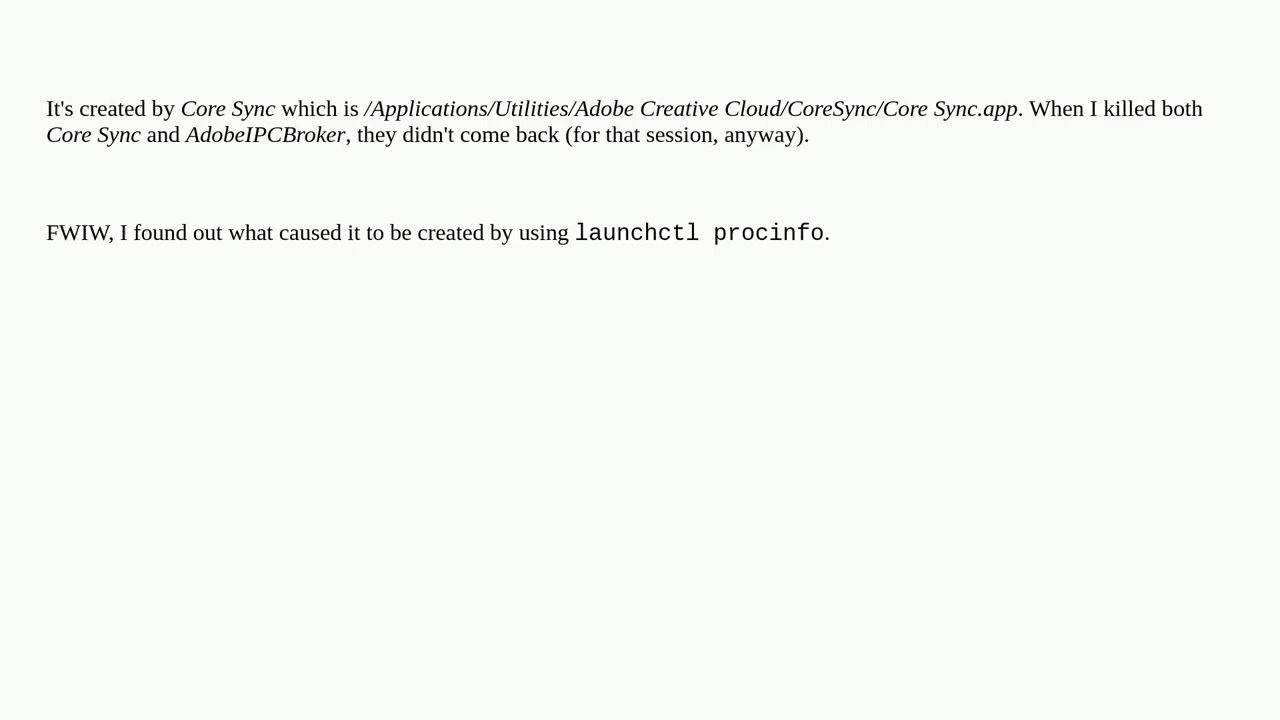 It's created by Core Sync which is /Applications/Utilities/Adobe Creative Cloud/CoreSync/Core Sync.app. When I killed both
Core Sync and AdobeIPCBroker, they didn't come back (for that session, anyway).
FWIW, I found out what caused it to be created by using launchctl procinfo.